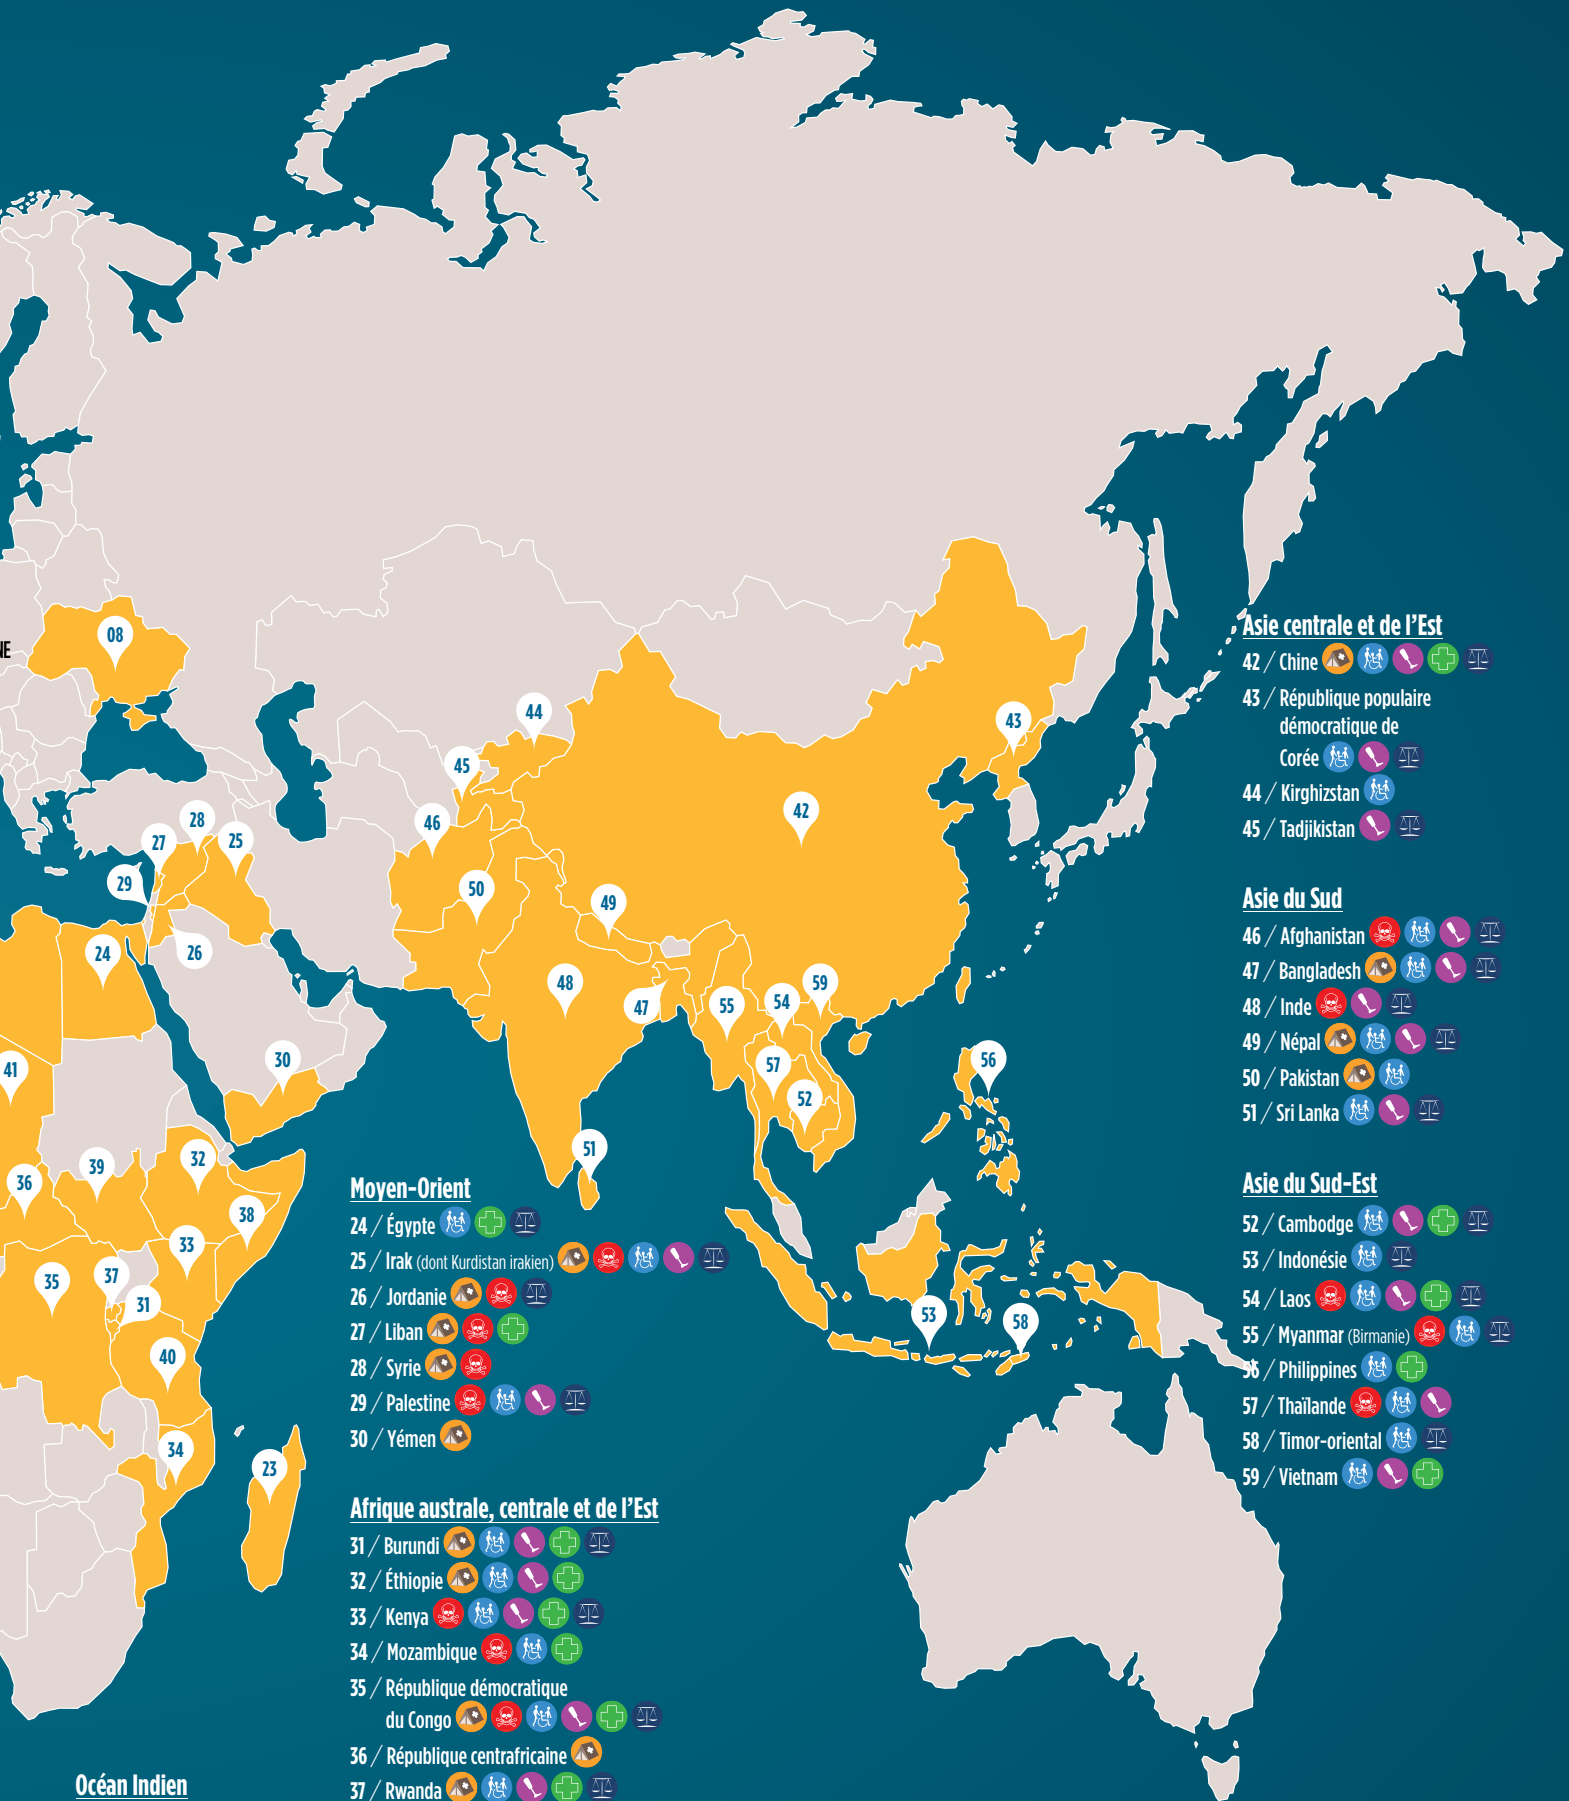 NE
08
44
43
45
28
46
42
27
25
29
50
49
24
26
48
59
47
55
54
41
30
57
56
52
51
39
32
36
38
33
37
35
31
53
58
40
34
23
Asie centrale et de l’Est
42 / Chine
43 / République populaire
démocratique de
Corée
44 / Kirghizstan
45 / Tadjikistan
Asie du Sud
46 / Afghanistan
47 / Bangladesh
48 / Inde
49 / Népal
50 / Pakistan
51 / Sri Lanka
Asie du Sud-Est
52 / Cambodge
53 / Indonésie
54 / Laos
55 / Myanmar (Birmanie)
56 / Philippines
57 / Thaïlande
58 / Timor-oriental
59 / Vietnam
Moyen-Orient
24 / Égypte
25 / Irak (dont Kurdistan irakien)
26 / Jordanie
27 / Liban
28 / Syrie
29 / Palestine
30 / Yémen
Afrique australe, centrale et de l’Est
31 / Burundi
32 / Éthiopie
33 / Kenya
34 / Mozambique
35 / République démocratique
du Congo
36 / République centrafricaine
37 / Rwanda
Océan Indien